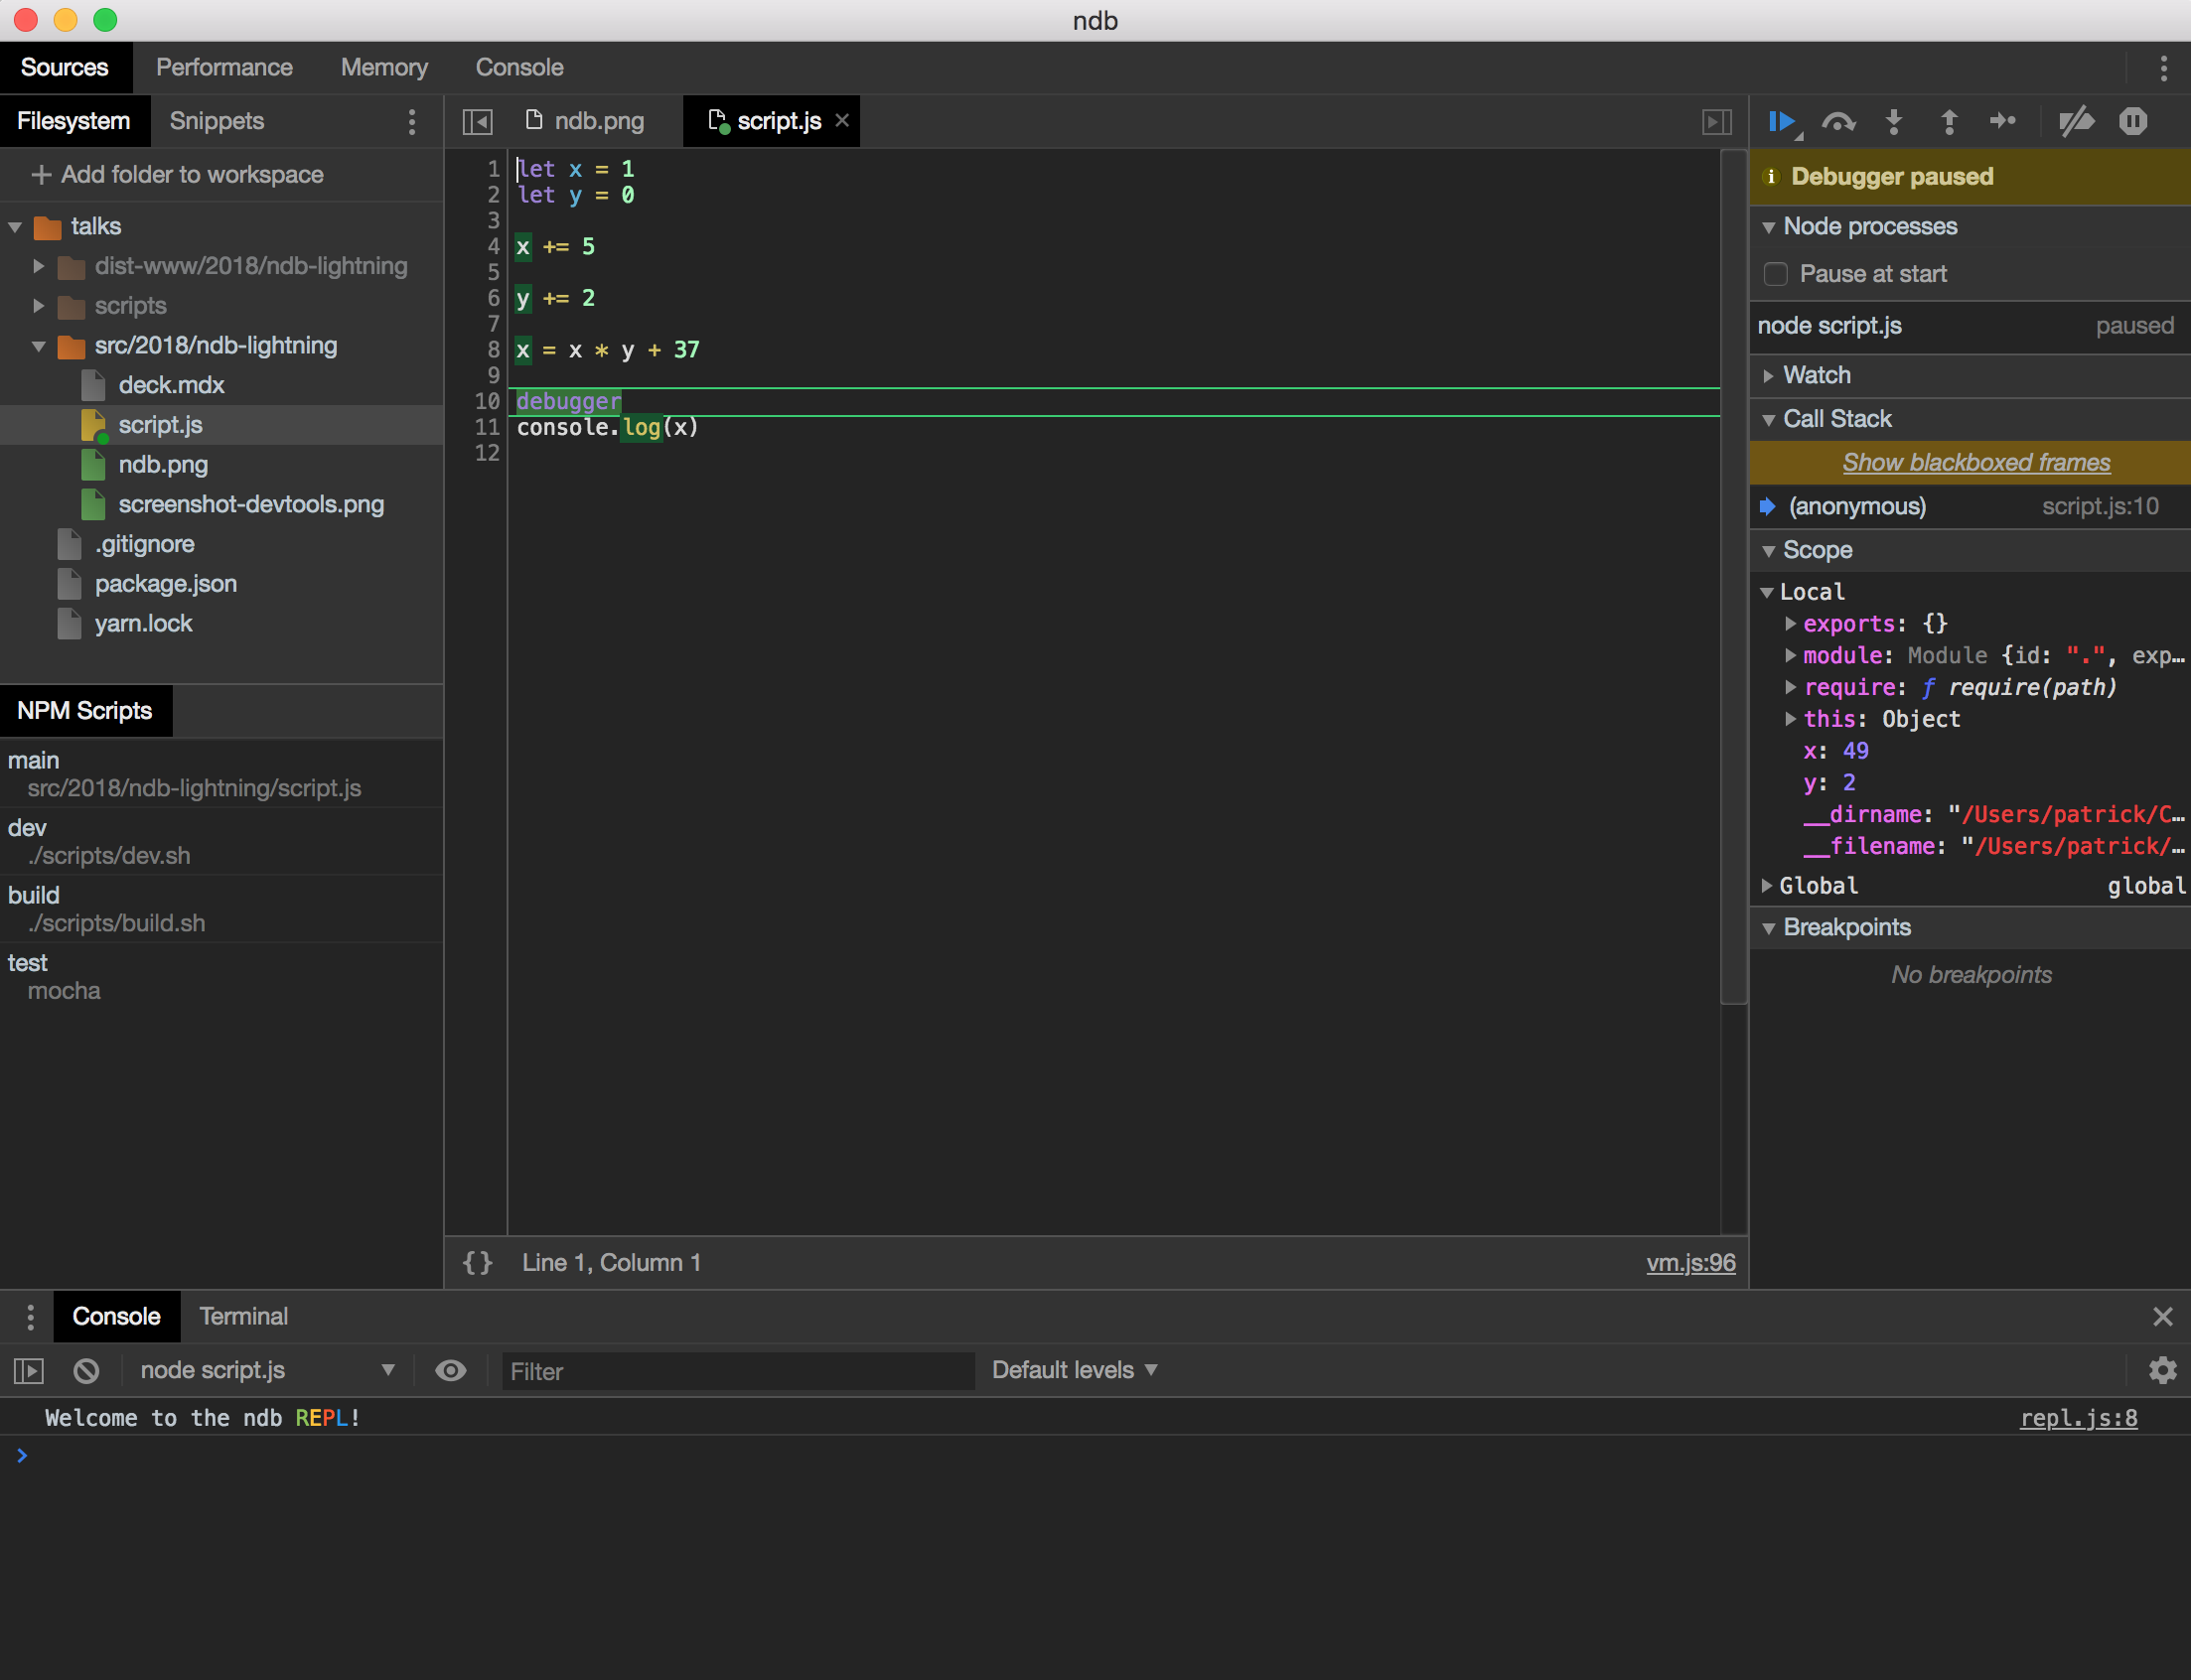 ndb
Sources Performance Memory Console
Filesystem Snippets
Add folder to workspace
talks
dist-www/2018/ndb-lightning
scripts
src/2018/ndb-lightning
deck.mdx
script.js
ndb.png
screenshot-devtools.png
.gitignore
package.json
yarn.lock
NPM Scripts
main
src/2018/ndb-lightning/script.js
dev
./scripts/dev.sh
build
./scripts/build.sh
test
mocha
ndb.png script.js ×
1 let x = 1
2 let y = 0
3
4 x += 5
5
6 y += 2
7
8 x = x * y + 37
9
10 debugger
11 console.log(x)
12
{} Line 1, Column 1 vm.js:96
Debugger paused
Node processes
Pause at start
node script.js paused
Watch
Call Stack
Show blackboxed frames
(anonymous) script.js:10
Scope
Local
exports: {}
module: Module {id: ".", exp…
require: ƒ require(path)
this: Object
x: 49
y: 2
__dirname: "/Users/patrick/C…
__filename: "/Users/patrick/…
Global global
Breakpoints
No breakpoints
Console Terminal
node script.js Filter Default levels
Welcome to the ndb REPL! repl.js:8